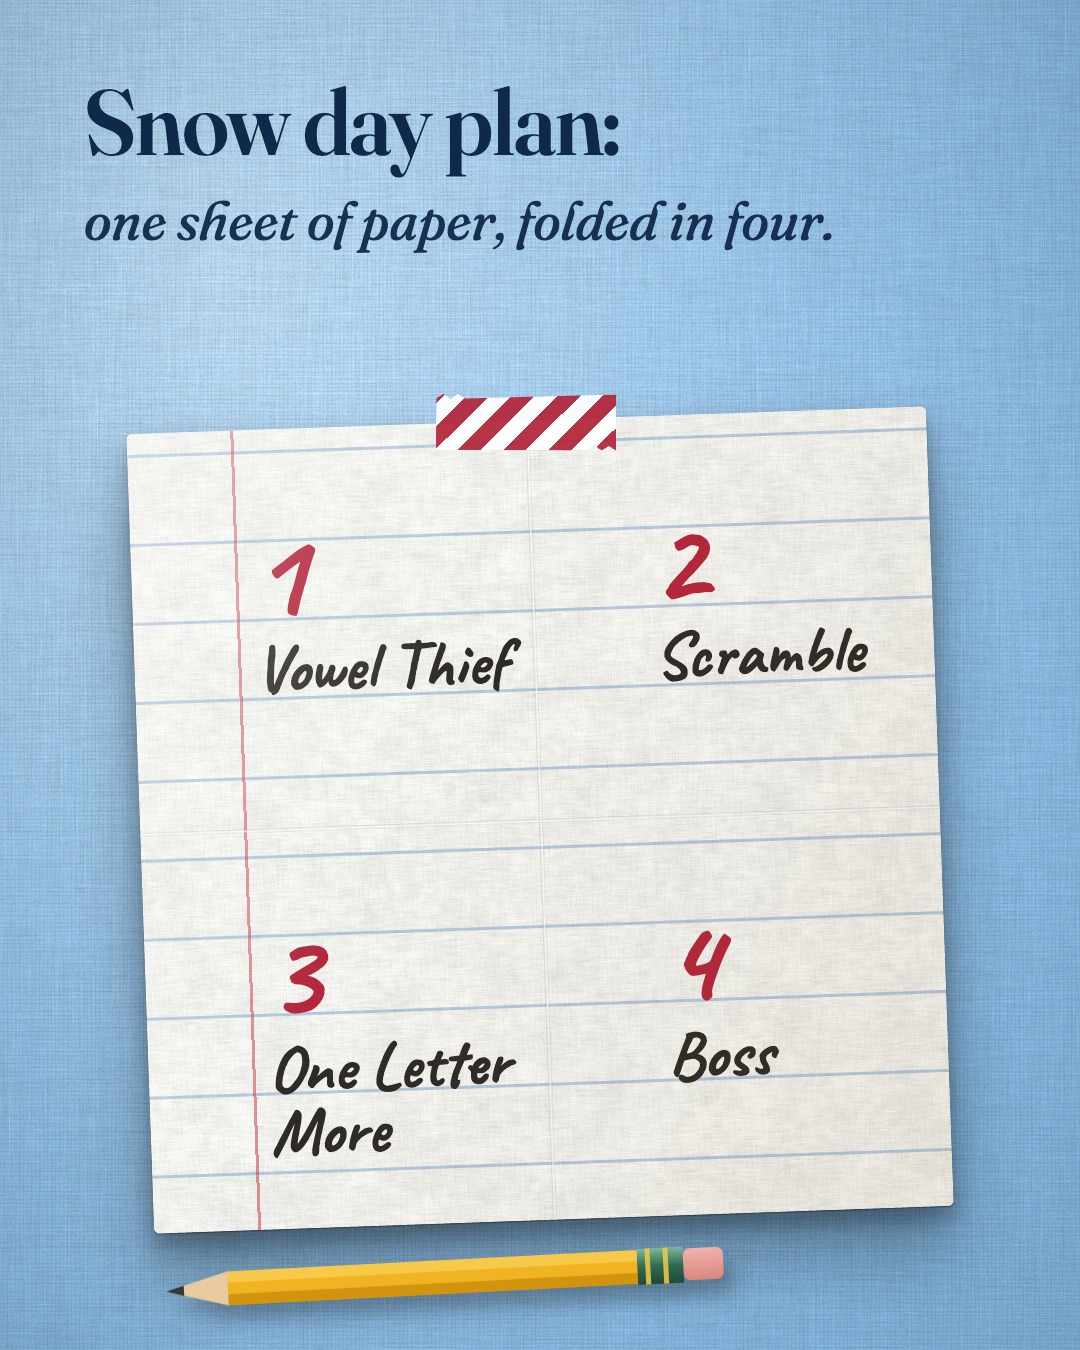 Snow day plan:
one sheet of paper, folded in four.
1
Vowel Thief
2
Scramble
3
One Letter
More
4
Boss